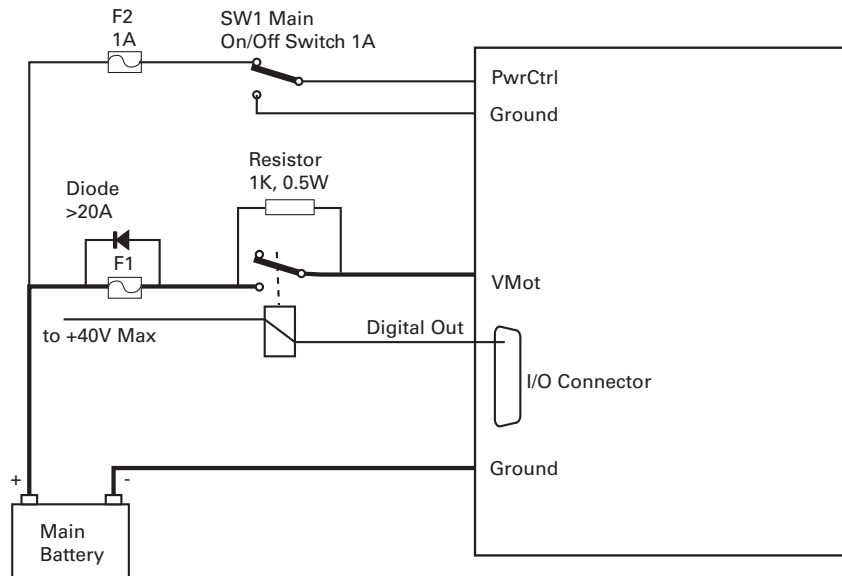 F2
1A
SW1 Main
On/Off Switch 1A
PwrCtrl
Ground
Resistor
1K, 0.5W
Diode
>20A
F1
VMot
to +40V Max
Digital Out
I/O Connector
Ground
+
-
Main
Battery